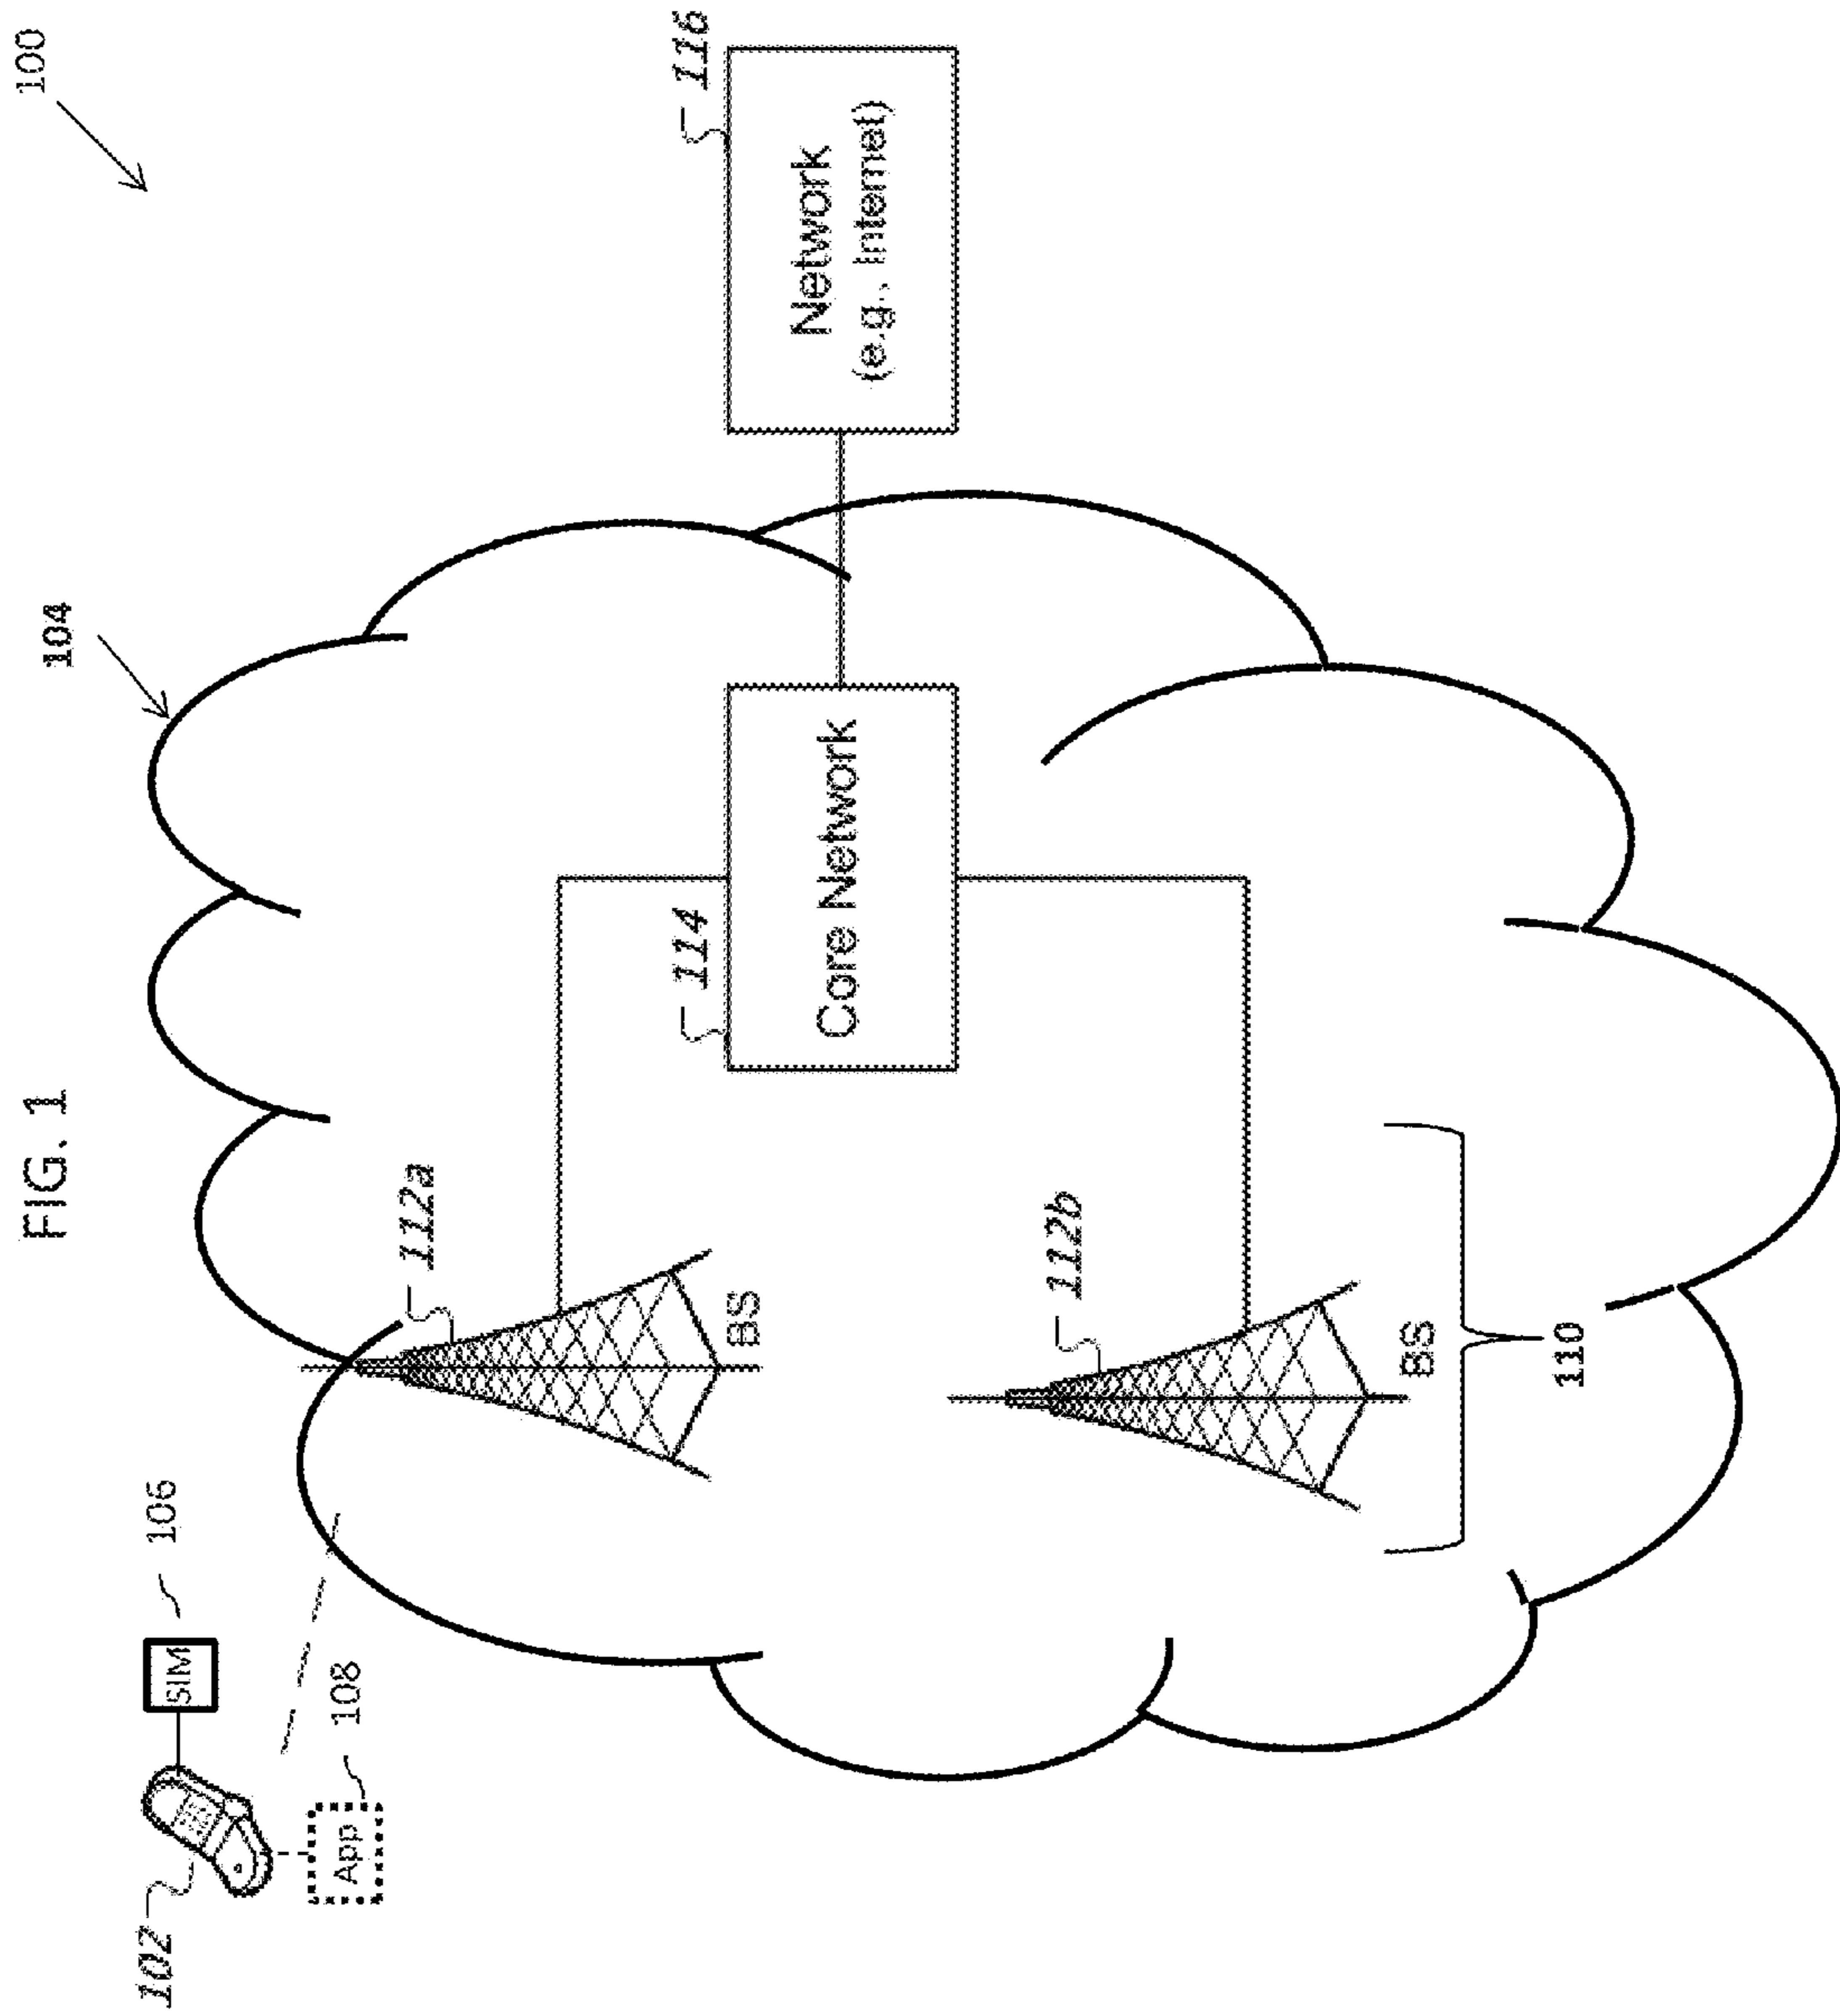 FIG. 1
100
104
102
SIM
106
App
108
112a
BS
112b
BS
110
114
Core Network
116
Network
(e.g., Internet)